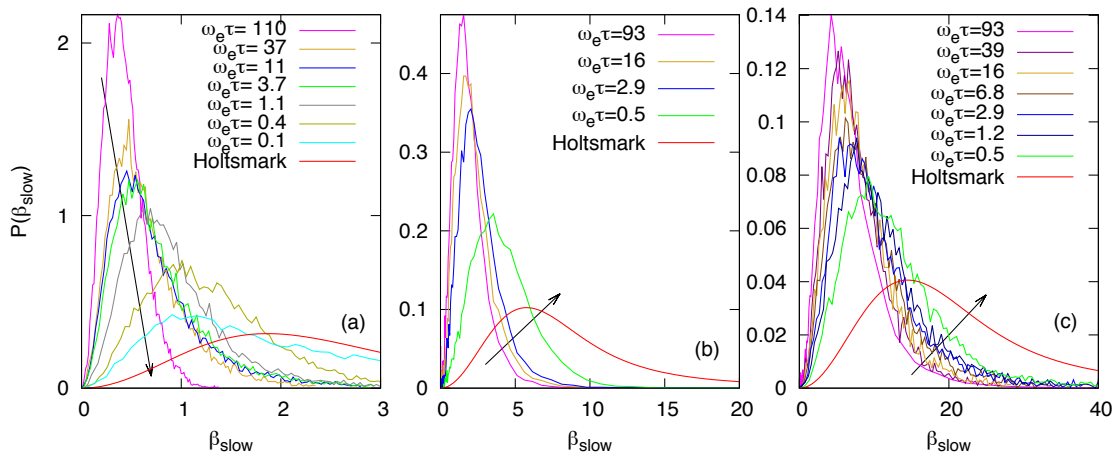 P(β_slow)
2
1
0
0
1
2
3
β_slow
ω_eτ= 110
ω_eτ= 37
ω_eτ= 11
ω_eτ= 3.7
ω_eτ= 1.1
ω_eτ= 0.4
ω_eτ= 0.1
Holtsmark
(a)
0.4
0.3
0.2
0.1
0
0
5
10
15
20
β_slow
ω_eτ=93
ω_eτ=16
ω_eτ=2.9
ω_eτ=0.5
Holtsmark
(b)
0.14
0.12
0.1
0.08
0.06
0.04
0.02
0
0
20
40
β_slow
ω_eτ=93
ω_eτ=39
ω_eτ=16
ω_eτ=6.8
ω_eτ=2.9
ω_eτ=1.2
ω_eτ=0.5
Holtsmark
(c)